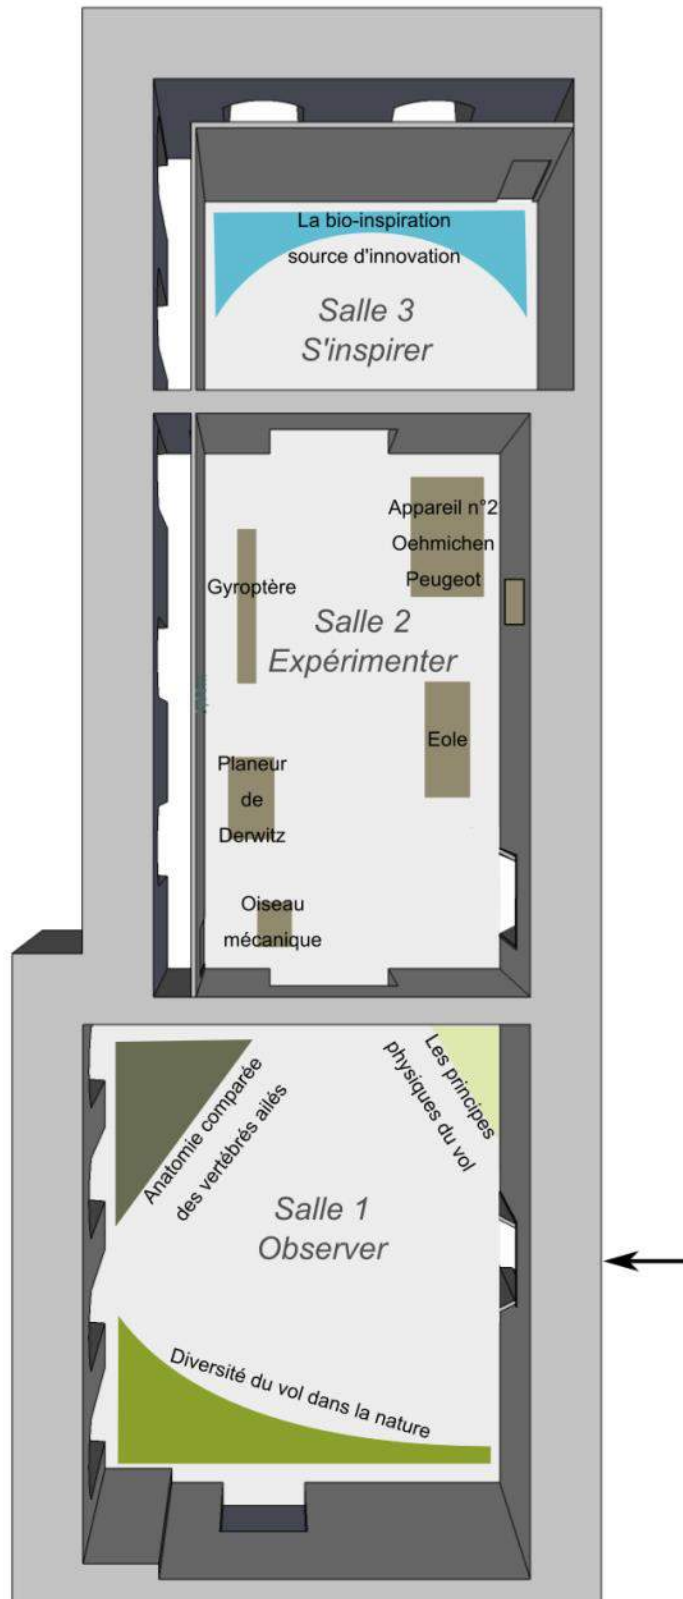 La bio-inspiration
source d'innovation
Salle 3
S'inspirer
Appareil n°2
Oehmichen
Peugeot
Gyroptère
Salle 2
Expérimenter
Eole
Planeur
de
Derwitz
Oiseau
mécanique
Anatomie comparée
des vertébrés ailés
Les principes
physiques du vol
Salle 1
Observer
Diversité du vol dans la nature